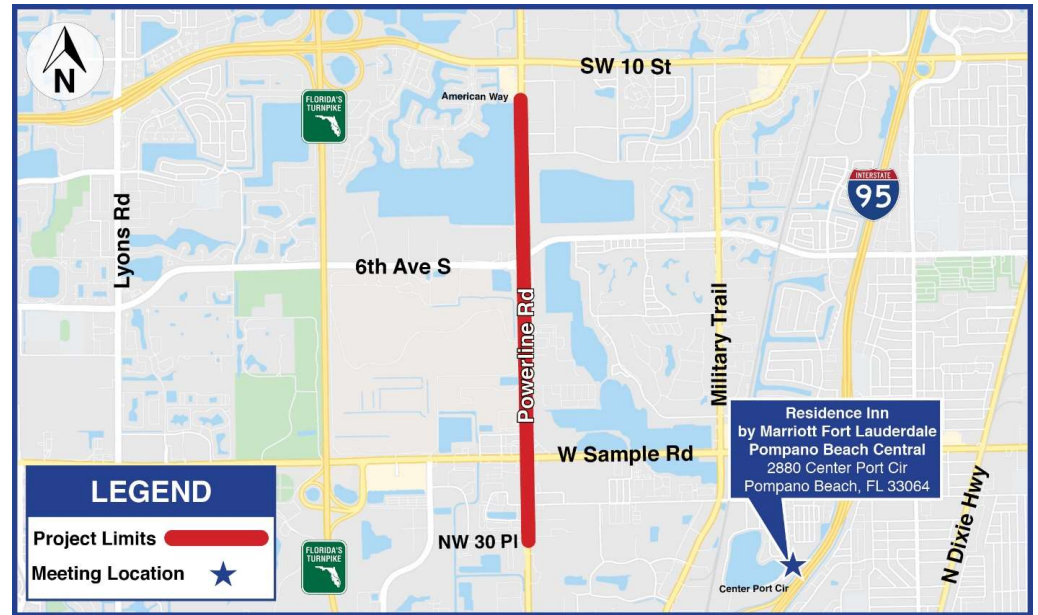 N
SW 10 St
American Way
FLORIDA'S
TURNPIKE
INTERSTATE
95
Lyons Rd
6th Ave S
Powerline Rd
Military Trail
W Sample Rd
Residence Inn
by Marriott Fort Lauderdale
Pompano Beach Central
2880 Center Port Cir
Pompano Beach, FL 33064
N Dixie Hwy
LEGEND
Project Limits
Meeting Location
FLORIDA'S
TURNPIKE
NW 30 Pl
Center Port Cir